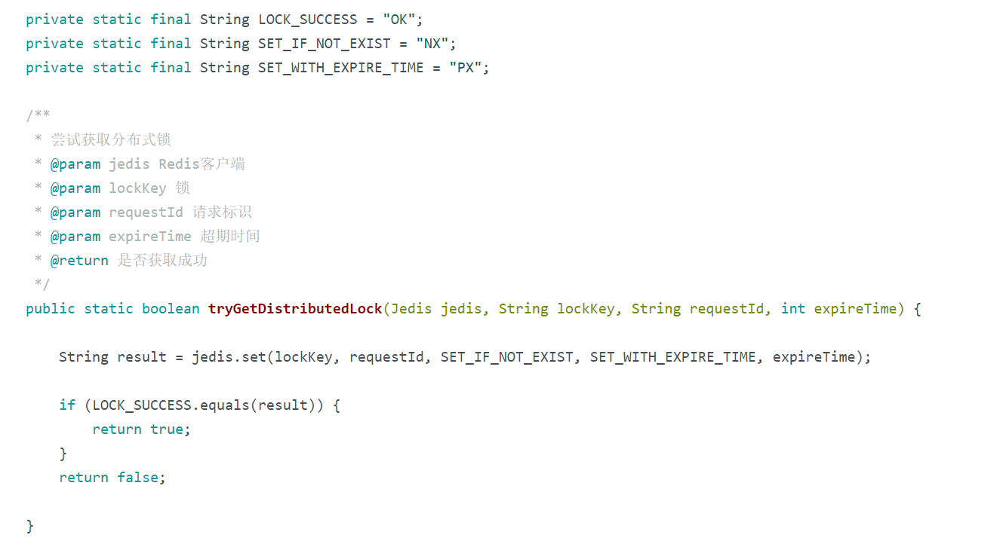 private static final String LOCK_SUCCESS = "OK";
private static final String SET_IF_NOT_EXIST = "NX";
private static final String SET_WITH_EXPIRE_TIME = "PX";
/**
 * 尝试获取分布式锁
 * @param jedis Redis客户端
 * @param lockKey 锁
 * @param requestId 请求标识
 * @param expireTime 超期时间
 * @return 是否获取成功
 */
public static boolean tryGetDistributedLock(Jedis jedis, String lockKey, String requestId, int expireTime) {
    String result = jedis.set(lockKey, requestId, SET_IF_NOT_EXIST, SET_WITH_EXPIRE_TIME, expireTime);
    if (LOCK_SUCCESS.equals(result)) {
        return true;
    }
    return false;
}